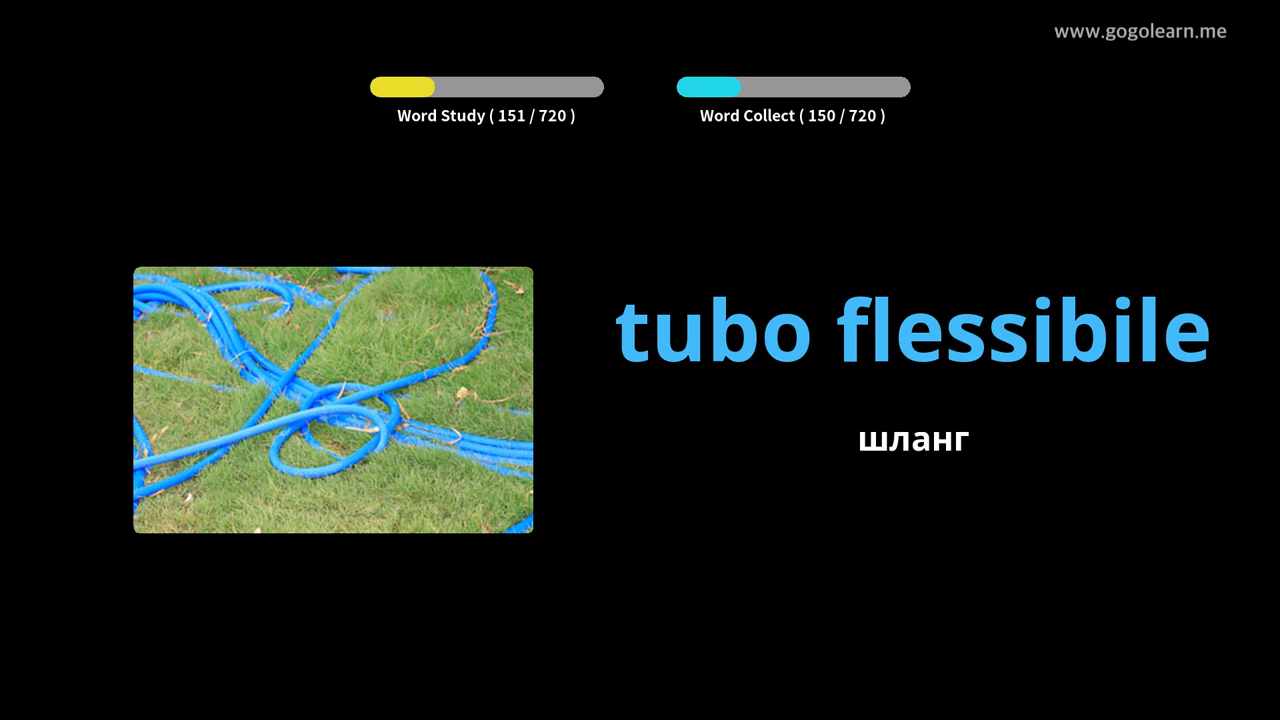 www.gogolearn.me
Word Study ( 151 / 720 )
Word Collect ( 150 / 720 )
tubo flessibile
шланг